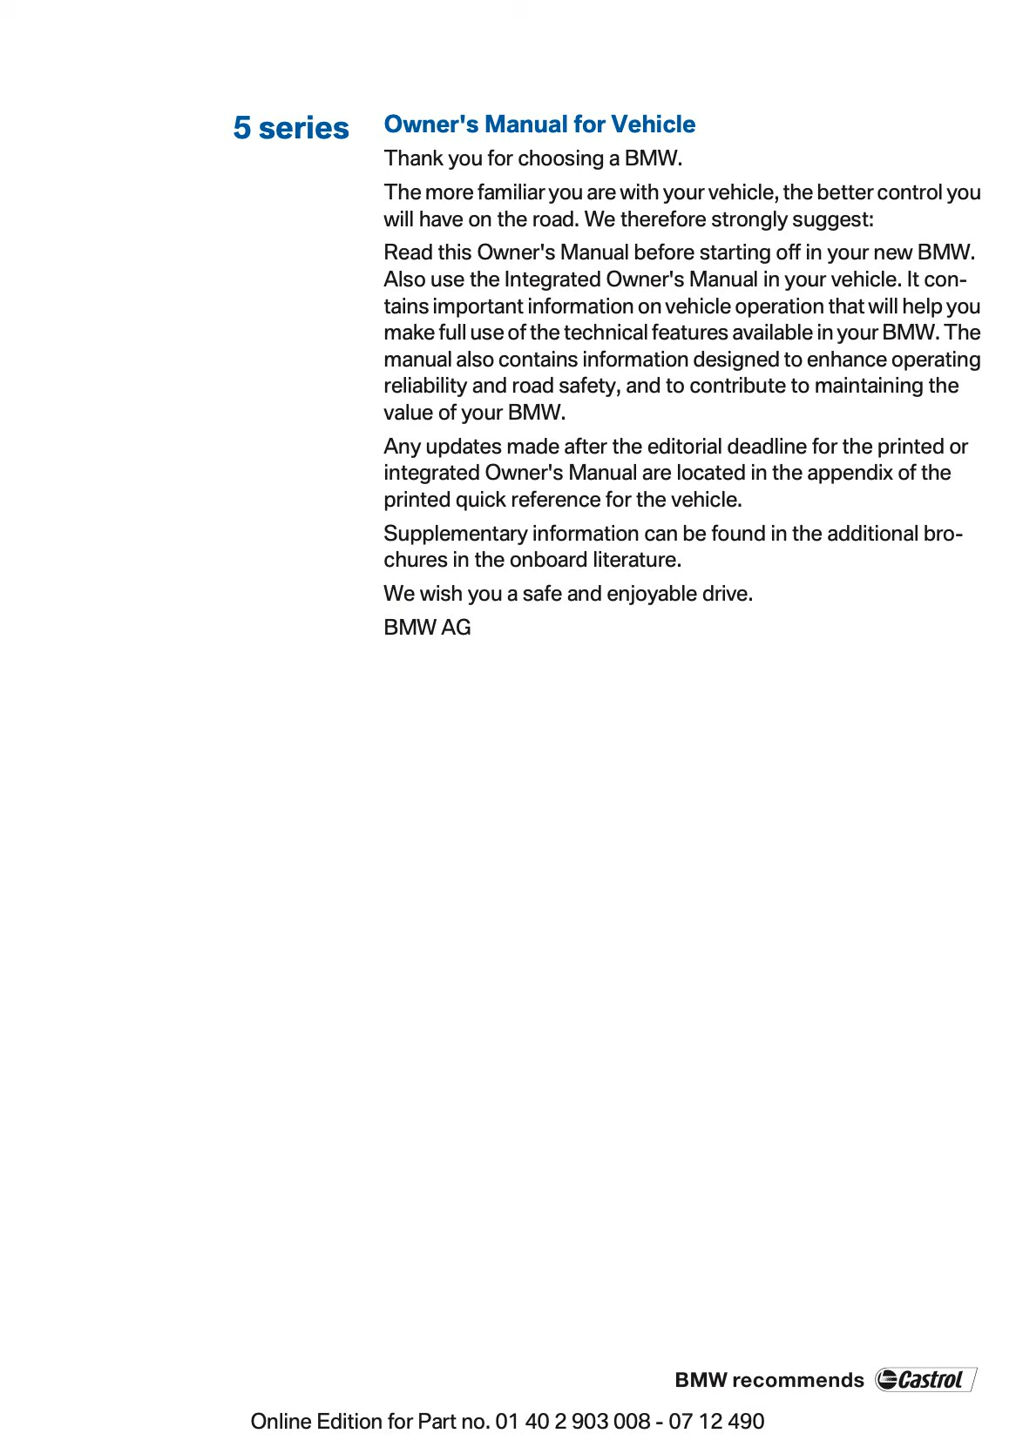 5 series
Owner's Manual for Vehicle
Thank you for choosing a BMW.
The more familiar you are with your vehicle, the better control you
will have on the road. We therefore strongly suggest:
Read this Owner's Manual before starting off in your new BMW.
Also use the Integrated Owner's Manual in your vehicle. It con-
tains important information on vehicle operation that will help you
make full use of the technical features available in your BMW. The
manual also contains information designed to enhance operating
reliability and road safety, and to contribute to maintaining the
value of your BMW.
Any updates made after the editorial deadline for the printed or
integrated Owner's Manual are located in the appendix of the
printed quick reference for the vehicle.
Supplementary information can be found in the additional bro-
chures in the onboard literature.
We wish you a safe and enjoyable drive.
BMW AG
BMW recommends Castrol
Online Edition for Part no. 01 40 2 903 008 - 07 12 490